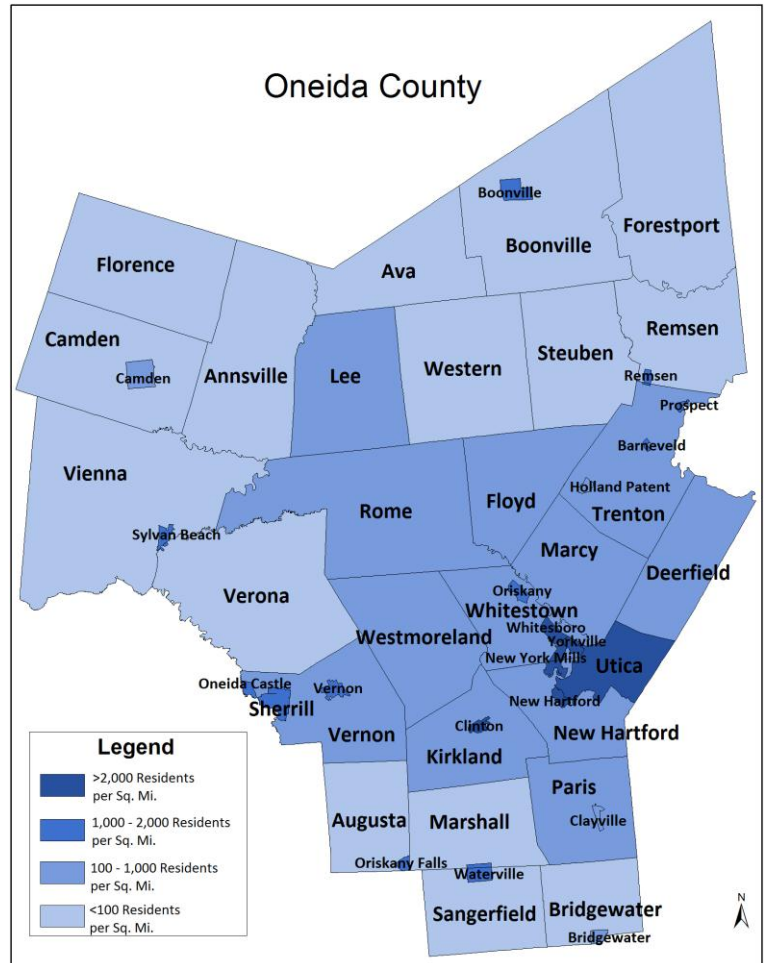 Oneida County
Boonville
Boonville
Forestport
Florence
Ava
Camden
Camden
Annsville
Lee
Western
Steuben
Remsen
Remsen
Prospect
Barneveld
Holland Patent
Trenton
Vienna
Rome
Floyd
Marcy
Deerfield
Sylvan Beach
Verona
Oriskany
Whitestown
Westmoreland
Whitesboro
Yorkville
New York Mills
Utica
Oneida Castle
Vernon
Sherrill
New Hartford
Vernon
Clinton
New Hartford
Kirkland
Paris
Augusta
Marshall
Clayville
Oriskany Falls
Waterville
Sangerfield
Bridgewater
Bridgewater
Legend
>2,000 Residents
per Sq. Mi.
1,000 - 2,000 Residents
per Sq. Mi.
100 - 1,000 Residents
per Sq. Mi.
<100 Residents
per Sq. Mi.
N